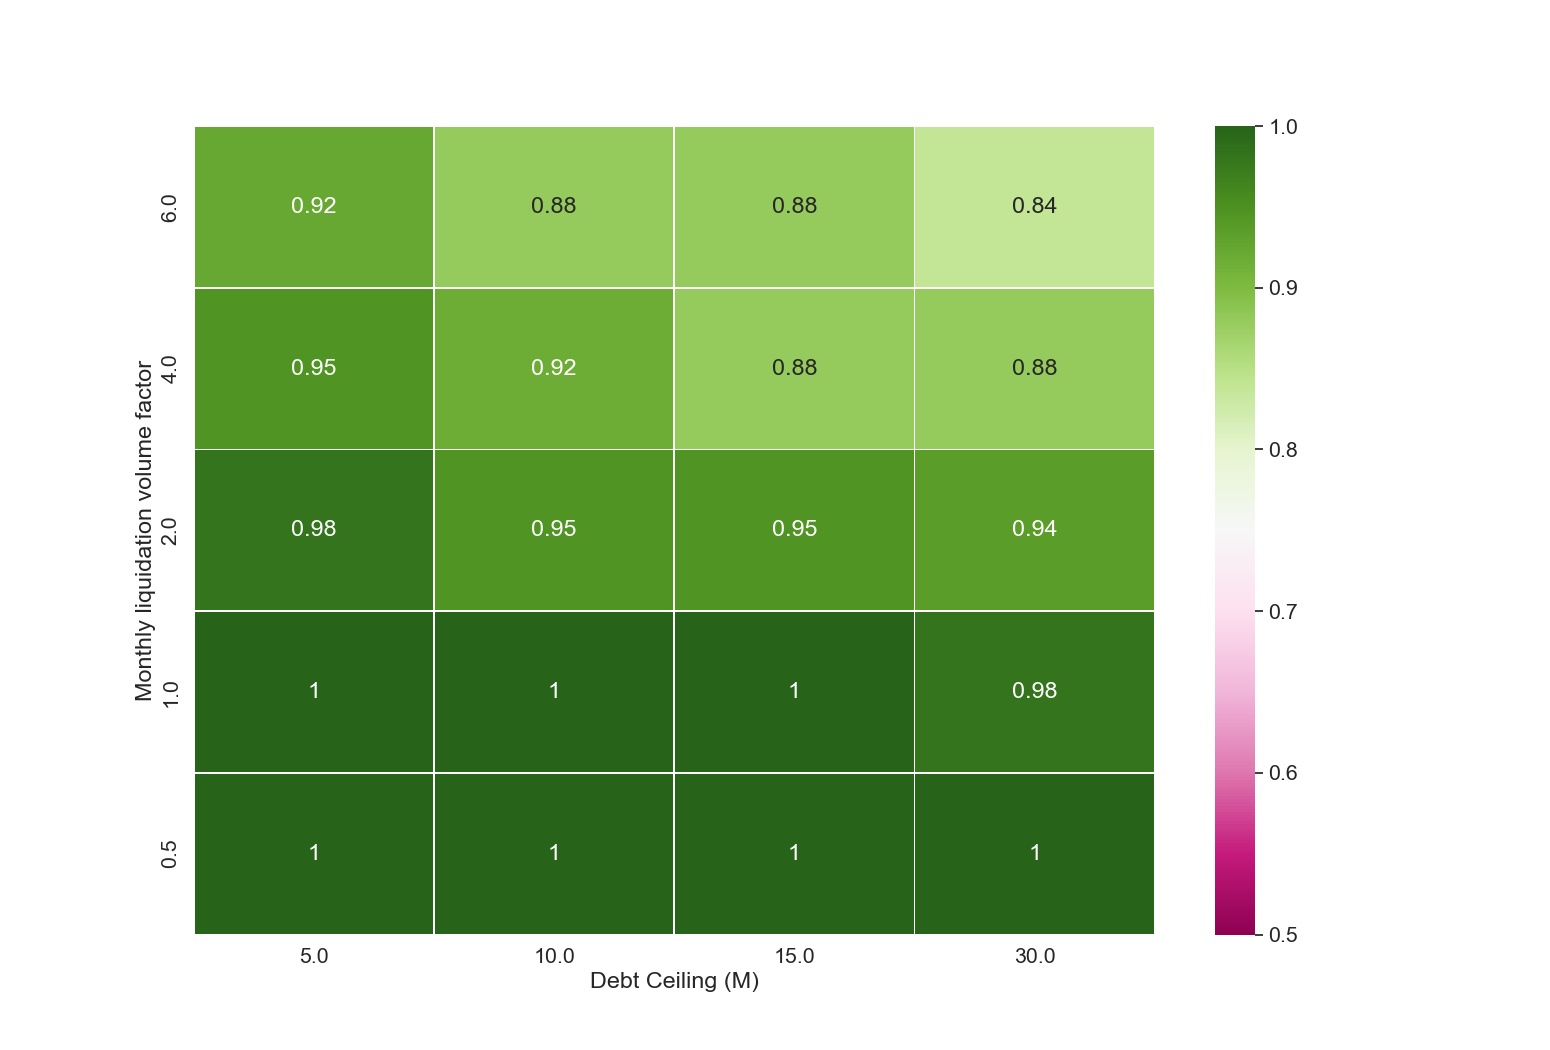 Monthly liquidation volume factor
6.0 0.92 0.88 0.88 0.84
4.0 0.95 0.92 0.88 0.88
2.0 0.98 0.95 0.95 0.94
1.0 1 1 1 0.98
0.5 1 1 1 1
5.0 10.0 15.0 30.0
Debt Ceiling (M)
1.0
0.9
0.8
0.7
0.6
0.5